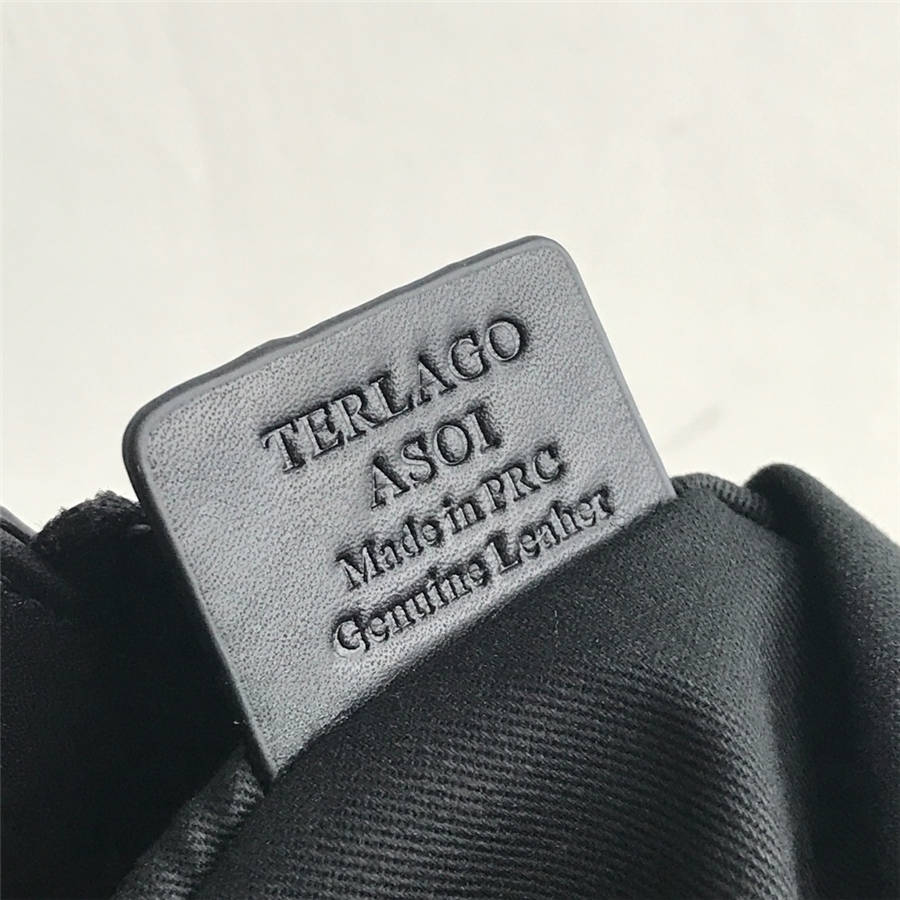 TERLAGO
ASOI
Made in PRC
Genuine Leaher